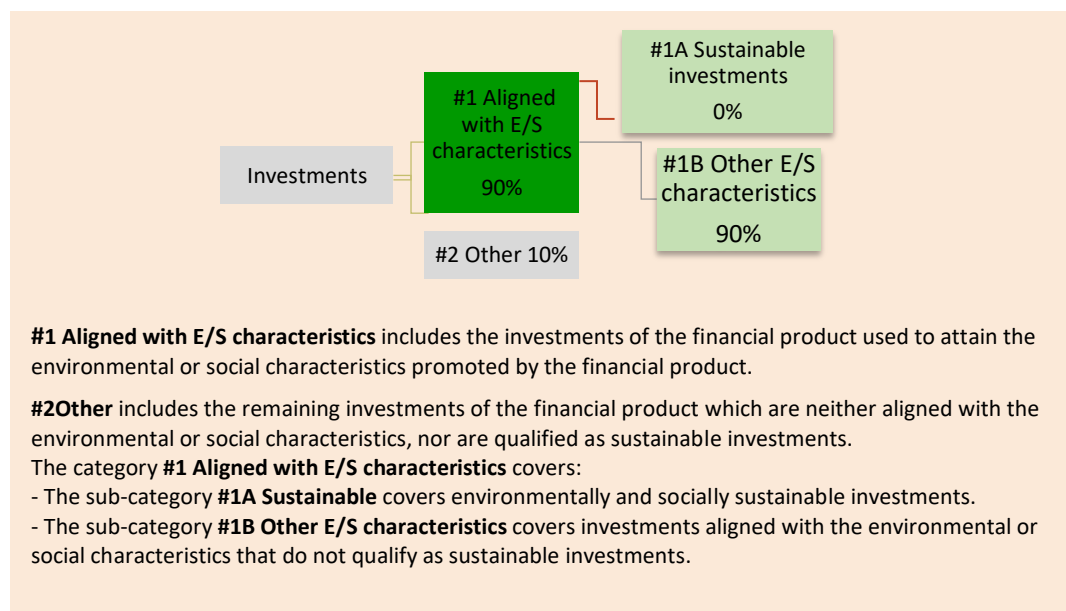 #1A Sustainable
investments
0%
#1 Aligned
with E/S
characteristics
90%
Investments
#1B Other E/S
characteristics
90%
#2 Other 10%
#1 Aligned with E/S characteristics includes the investments of the financial product used to attain the
environmental or social characteristics promoted by the financial product.
#2Other includes the remaining investments of the financial product which are neither aligned with the
environmental or social characteristics, nor are qualified as sustainable investments.
The category #1 Aligned with E/S characteristics covers:
- The sub-category #1A Sustainable covers environmentally and socially sustainable investments.
- The sub-category #1B Other E/S characteristics covers investments aligned with the environmental or
social characteristics that do not qualify as sustainable investments.